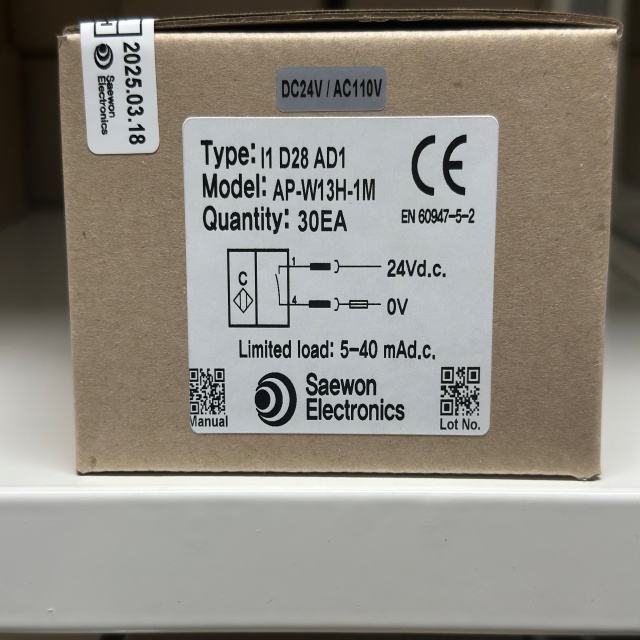 2025.03.18
Saewon
Electronics
DC24V / AC110V
Type: I1 D28 AD1
Model: AP-W13H-1M
Quantity: 30EA
CE
EN 60947-5-2
C
1
24Vd.c.
4
0V
Limited load: 5-40 mAd.c.
Saewon
Electronics
Manual
Lot No.